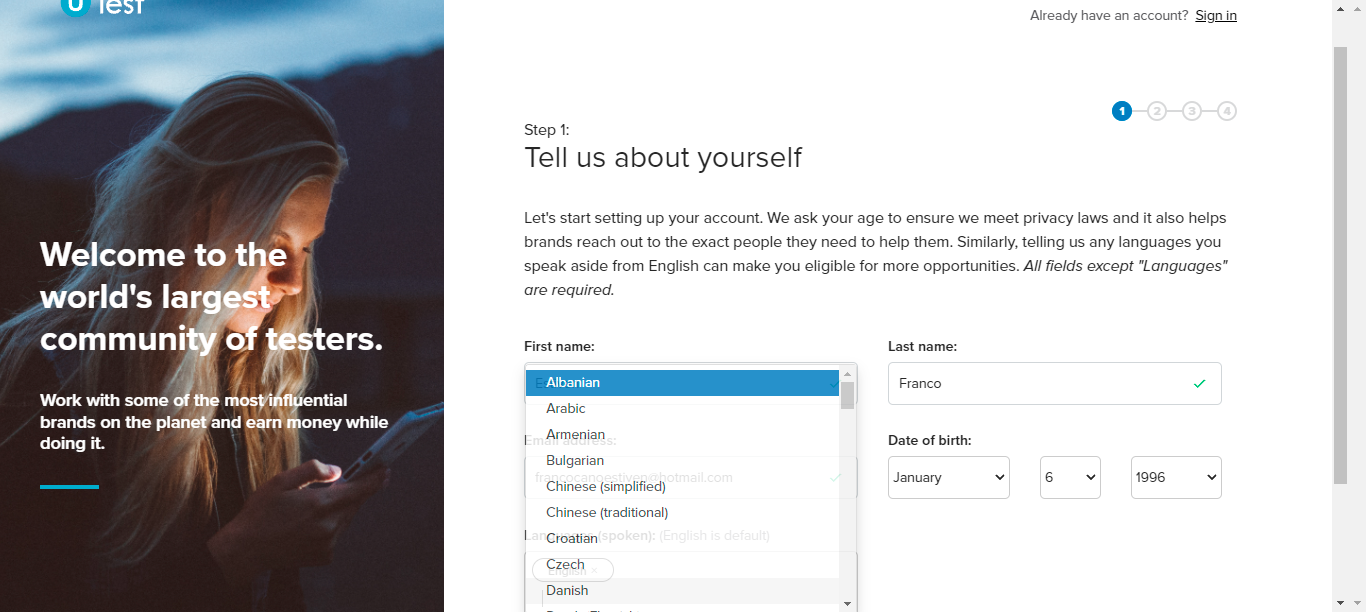 Test
Already have an account? Sign in
1 2 3 4
Step 1:
Tell us about yourself
Let's start setting up your account. We ask your age to ensure we meet privacy laws and it also helps
brands reach out to the exact people they need to help them. Similarly, telling us any languages you
speak aside from English can make you eligible for more opportunities. All fields except "Languages"
are required.
Welcome to the
world's largest
community of testers.
Work with some of the most influential
brands on the planet and earn money while
doing it.
First name:
Last name:
Albanian
Franco
Arabic
Armenian
Email address:
Date of birth:
Bulgarian
francocanoestiven@hotmail.com
January 6 1996
Chinese (simplified)
Chinese (traditional)
Croatian
(spoken): (English is default)
Czech
English ×
Danish